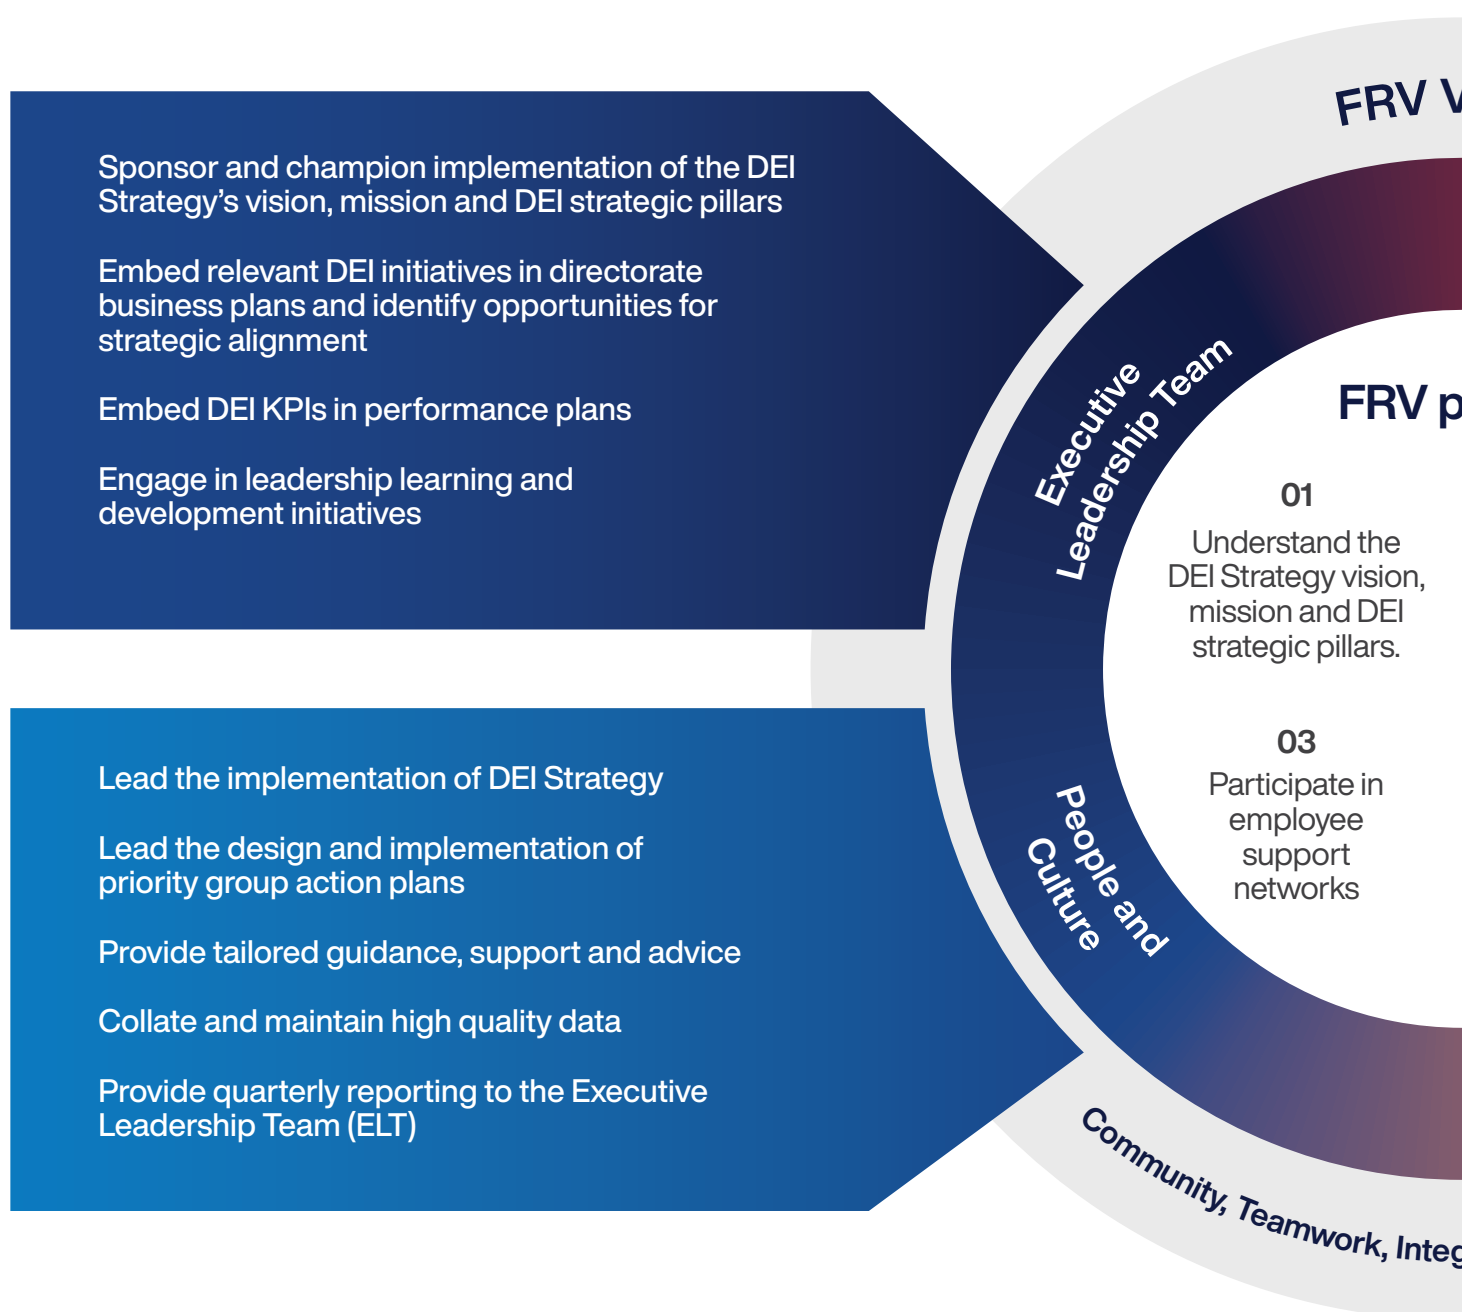 Sponsor and champion implementation of the DEI
Strategy’s vision, mission and DEI strategic pillars
Embed relevant DEI initiatives in directorate
business plans and identify opportunities for
strategic alignment
Embed DEI KPIs in performance plans
Engage in leadership learning and
development initiatives
Lead the implementation of DEI Strategy
Lead the design and implementation of
priority group action plans
Provide tailored guidance, support and advice
Collate and maintain high quality data
Provide quarterly reporting to the Executive
Leadership Team (ELT)
FRV
Executive
Leadership Team
People and
Culture
FRV
01
Understand the
DEI Strategy vision,
mission and DEI
strategic pillars.
03
Participate in
employee
support
networks
Community, Teamwork,